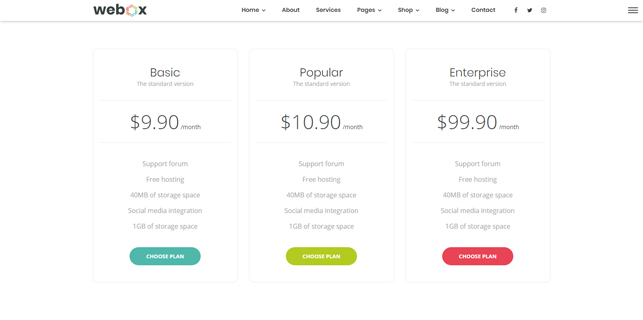 webox
Home About Services Pages Shop Blog Contact
Basic
The standard version
$9.90 /month
Support forum
Free hosting
40MB of storage space
Social media integration
1GB of storage space
CHOOSE PLAN
Popular
The standard version
$10.90 /month
Support forum
Free hosting
40MB of storage space
Social media integration
1GB of storage space
CHOOSE PLAN
Enterprise
The standard version
$99.90 /month
Support forum
Free hosting
40MB of storage space
Social media integration
1GB of storage space
CHOOSE PLAN